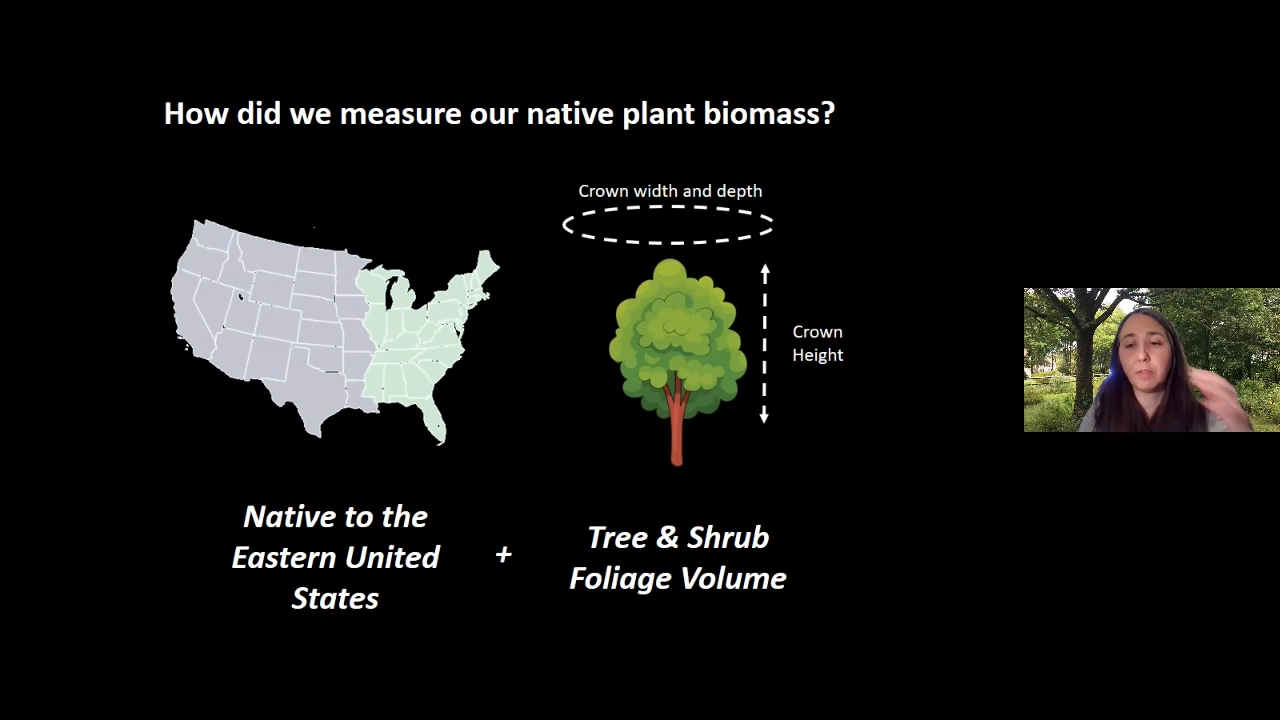 How did we measure our native plant biomass?
Crown width and depth
Crown
Height
Native to the
Eastern United
States
+
Tree & Shrub
Foliage Volume